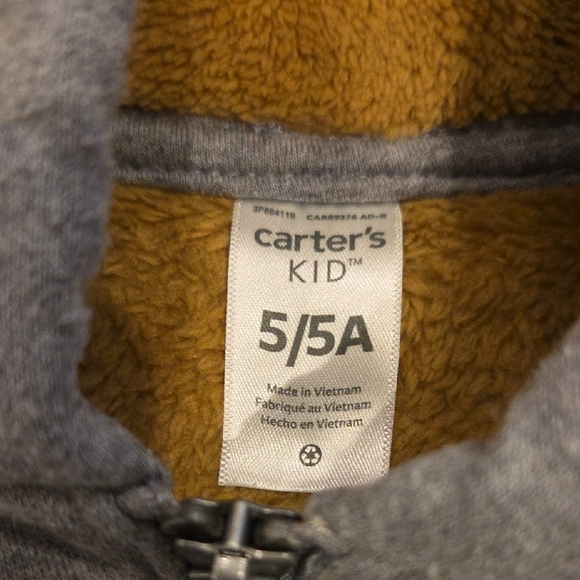 carter's
KID™
5/5A
Made in Vietnam
Fabriqué au Vietnam
Hecho en Vietnam